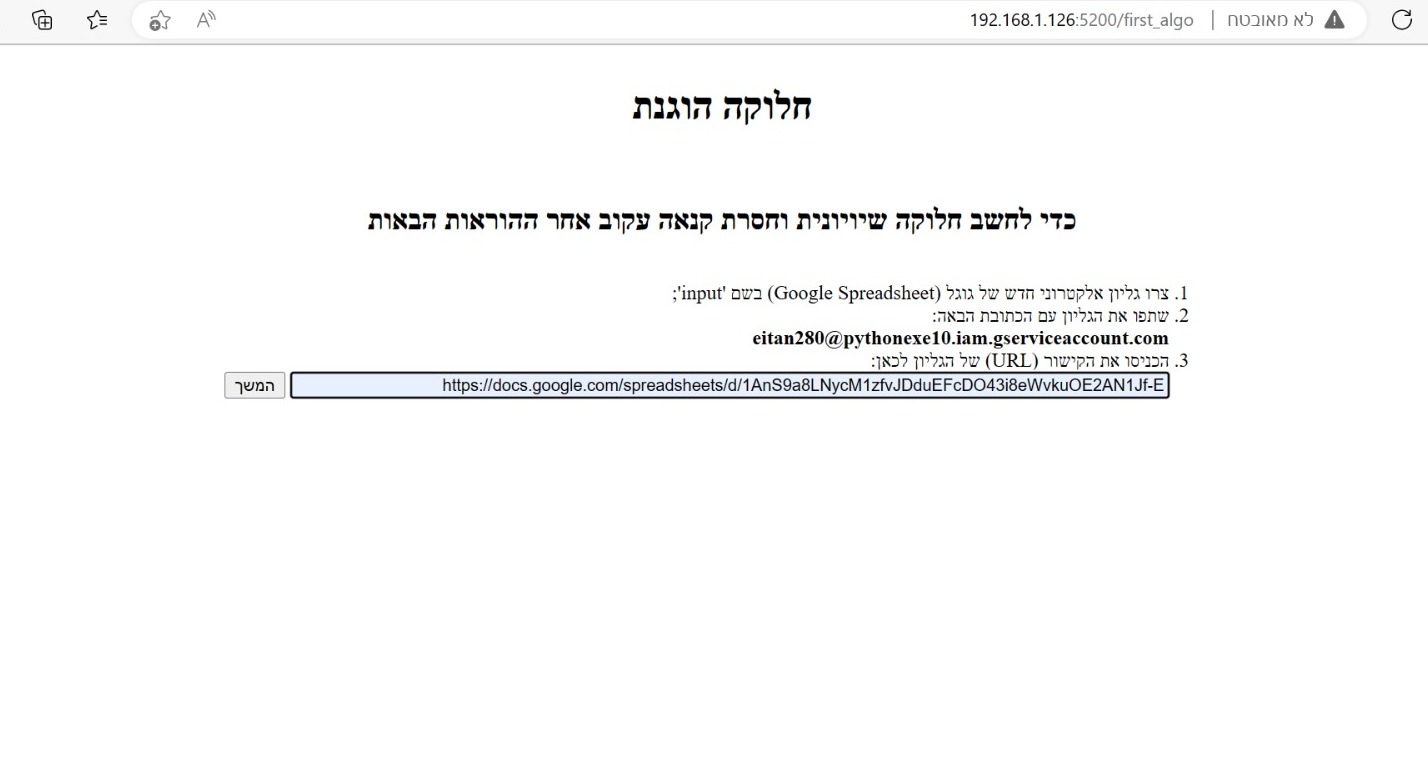 192.168.1.126:5200/first_algo | לא מאובטח
חלוקה הוגנת
כדי לחשב חלוקה שיויונית וחסרת קנאה עקוב אחר ההוראות הבאות
1. צרו גליון אלקטרוני חדש של גוגל (Google Spreadsheet) בשם 'input';
2. שתפו את הגליון עם הכתובת הבאה:
eitan280@pythonexe10.iam.gserviceaccount.com
3. הכניסו את הקישור (URL) של הגליון לכאן:
https://docs.google.com/spreadsheets/d/1AnS9a8LNycM1zfvJDduEFcDO43i8eWvkuOE2AN1Jf-E המשך